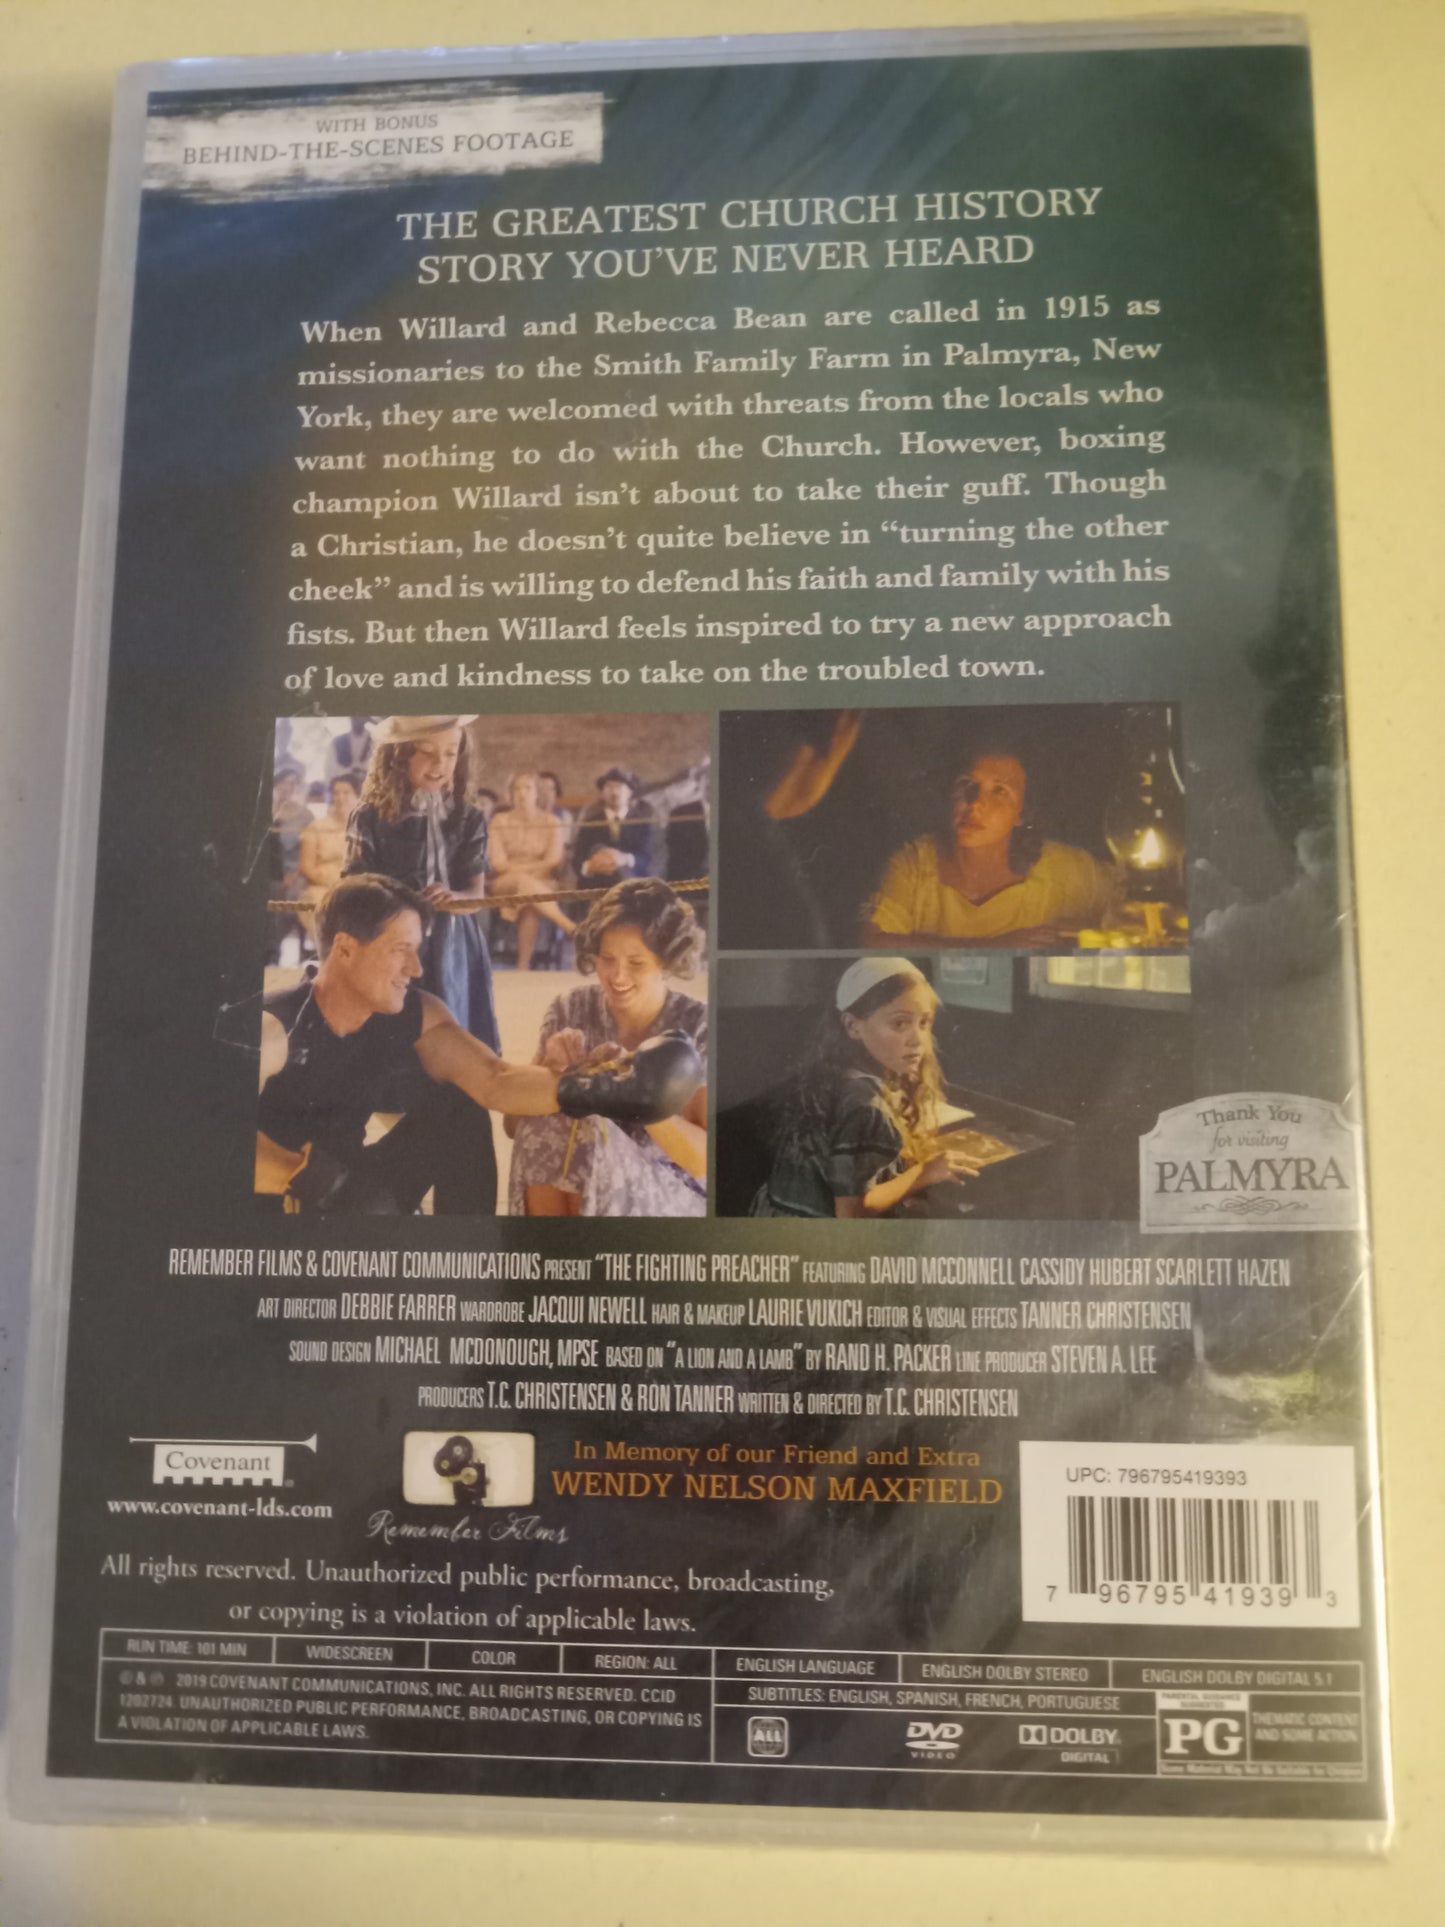 WITH BONUS
BEHIND-THE-SCENES FOOTAGE
THE GREATEST CHURCH HISTORY
STORY YOU'VE NEVER HEARD
When Willard and Rebecca Bean are called in 1915 as
missionaries to the Smith Family Farm in Palmyra, New
York, they are welcomed with threats from the locals who
want nothing to do with the Church. However, boxing
champion Willard isn't about to take their guff. Though
a Christian, he doesn't quite believe in “turning the other
cheek” and is willing to defend his faith and family with his
fists. But then Willard feels inspired to try a new approach
of love and kindness to take on the troubled town.
Thank You
for visiting
PALMYRA
REMEMBER FILMS & COVENANT COMMUNICATIONS PRESENT “THE FIGHTING PREACHER” FEATURING DAVID MCCONNELL CASSIDY HUBERT SCARLETT HAZEN
ART DIRECTOR DEBBIE FARRER WARDROBE JACQUI NEWELL HAIR & MAKEUP LAURIE VUKICH EDITOR & VISUAL EFFECTS TANNER CHRISTENSEN
SOUND DESIGN MICHAEL MCDONOUGH, MPSE BASED ON “A LION AND A LAMB” BY RAND H. PACKER LINE PRODUCER STEVEN A. LEE
PRODUCERS T.C. CHRISTENSEN & RON TANNER WRITTEN & DIRECTED BY T.C. CHRISTENSEN
Covenant
www.covenant-lds.com
Remember Films
In Memory of our Friend and Extra
WENDY NELSON MAXFIELD
UPC: 796795419393
7 96795 41939 3
All rights reserved. Unauthorized public performance, broadcasting,
or copying is a violation of applicable laws.
RUN TIME: 101 MIN WIDESCREEN COLOR REGION: ALL ENGLISH LANGUAGE ENGLISH DOLBY STEREO ENGLISH DOLBY DIGITAL 5.1
© & ℗ 2019 COVENANT COMMUNICATIONS, INC. ALL RIGHTS RESERVED. CCID
1202724. UNAUTHORIZED PUBLIC PERFORMANCE, BROADCASTING, OR COPYING IS
A VIOLATION OF APPLICABLE LAWS.
SUBTITLES: ENGLISH, SPANISH, FRENCH, PORTUGUESE
ALL
DVD
VIDEO
DOLBY
DIGITAL
PARENTAL GUIDANCE
SUGGESTED
PG
THEMATIC CONTENT
AND SOME ACTION
Some Material May Not Be Suitable for Children